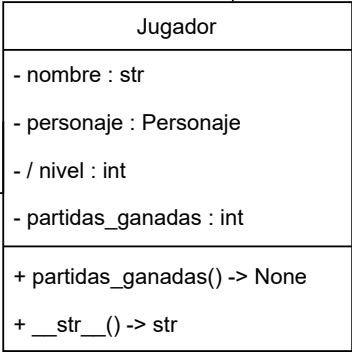 Jugador
- nombre : str
- personaje : Personaje
- / nivel : int
- partidas_ganadas : int
+ partidas_ganadas() -> None
+ __str__() -> str